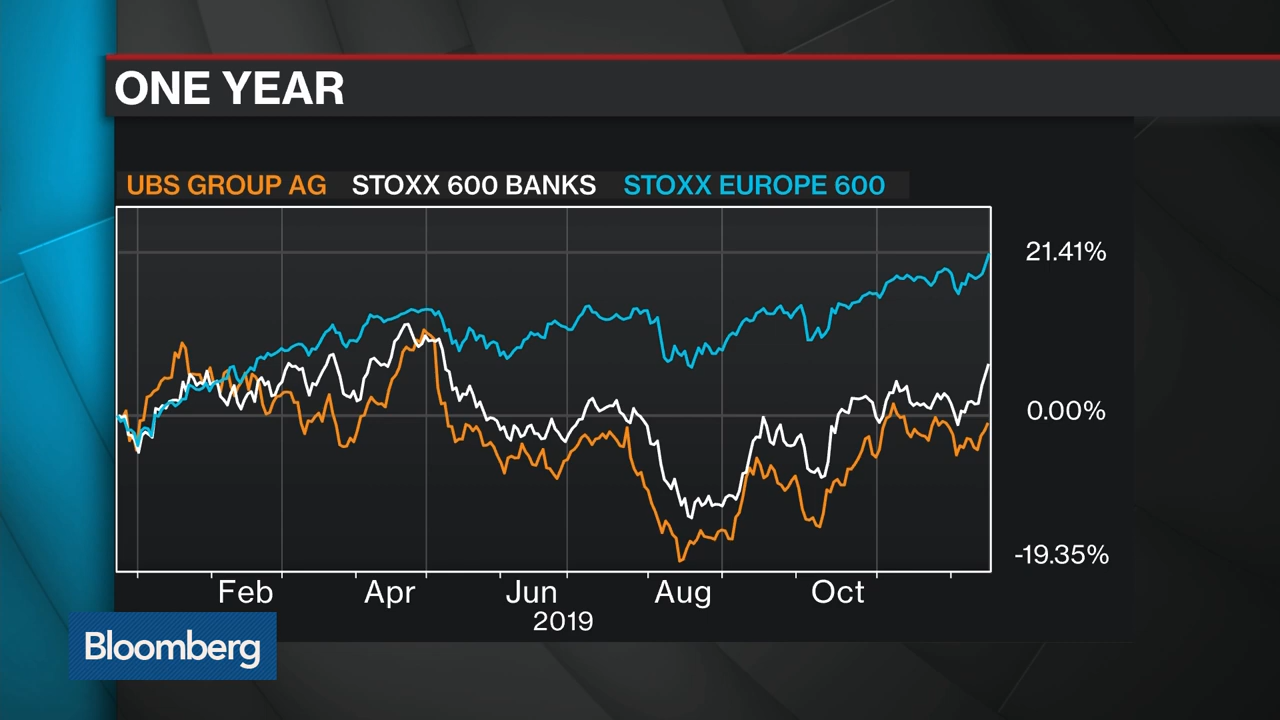 ONE YEAR
UBS GROUP AG STOXX 600 BANKS STOXX EUROPE 600
21.41%
0.00%
-19.35%
Feb Apr Jun Aug Oct
2019
Bloomberg